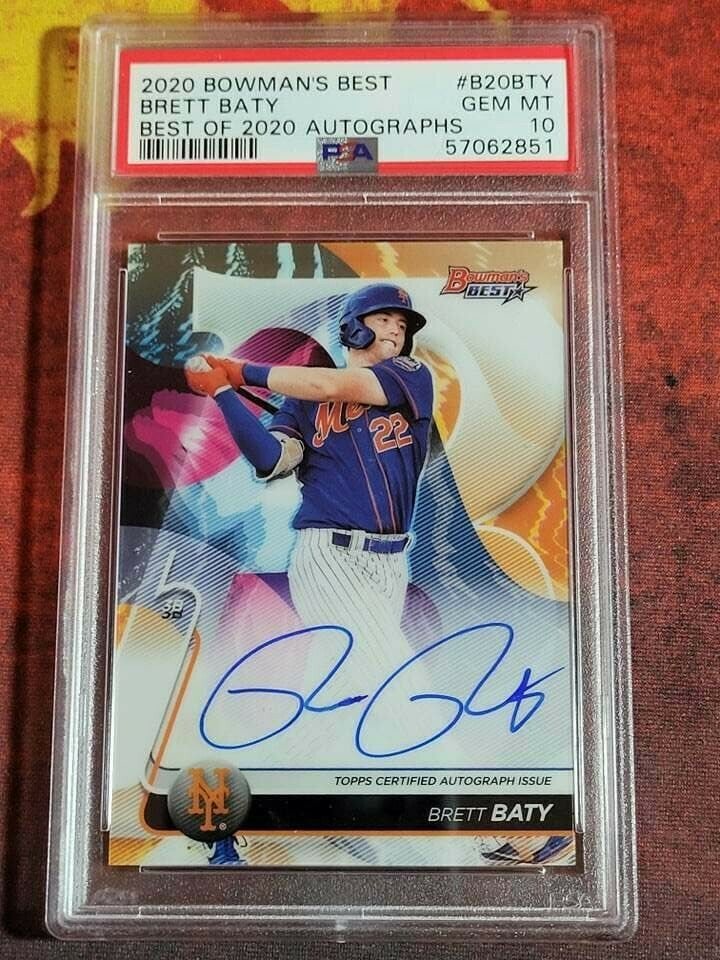 2020 BOWMAN'S BEST #B20BTY
BRETT BATY GEM MT
BEST OF 2020 AUTOGRAPHS 10
PSA 57062851
Bowman's
BEST
Mets
22
3B
TOPPS CERTIFIED AUTOGRAPH ISSUE
BRETT BATY
NY
®